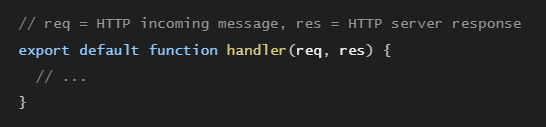 // req = HTTP incoming message, res = HTTP server response
export default function handler(req, res) {
  // ...
}